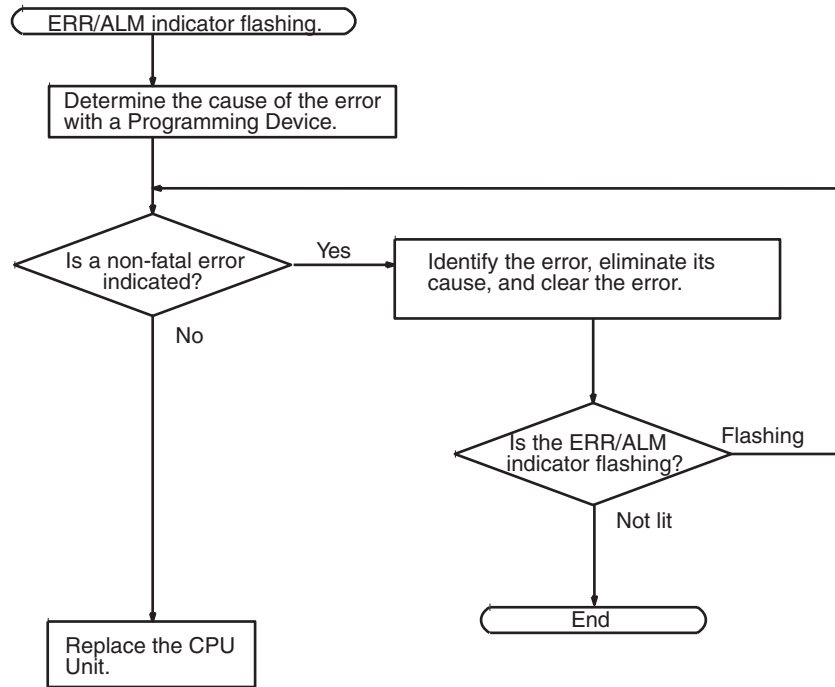 ERR/ALM indicator flashing.
Determine the cause of the error
with a Programming Device.
Is a non-fatal error
indicated?
Yes
No
Identify the error, eliminate its
cause, and clear the error.
Is the ERR/ALM
indicator flashing?
Flashing
Not lit
End
Replace the CPU
Unit.